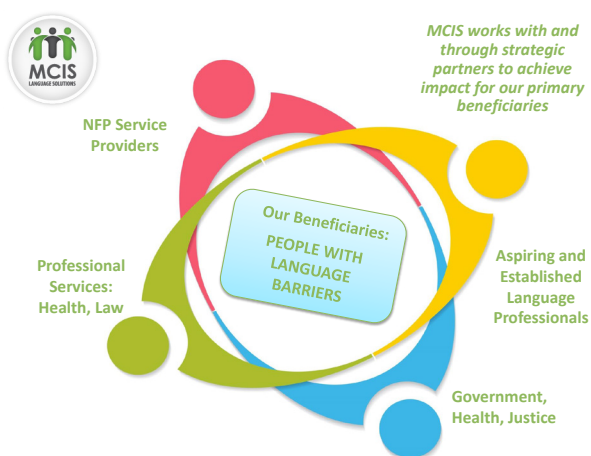 MCIS
LANGUAGE SOLUTIONS
MCIS works with and
through strategic
partners to achieve
impact for our primary
beneficiaries
NFP Service
Providers
Our Beneficiaries:
PEOPLE WITH
LANGUAGE
BARRIERS
Professional
Services:
Health, Law
Aspiring and
Established
Language
Professionals
Government,
Health, Justice